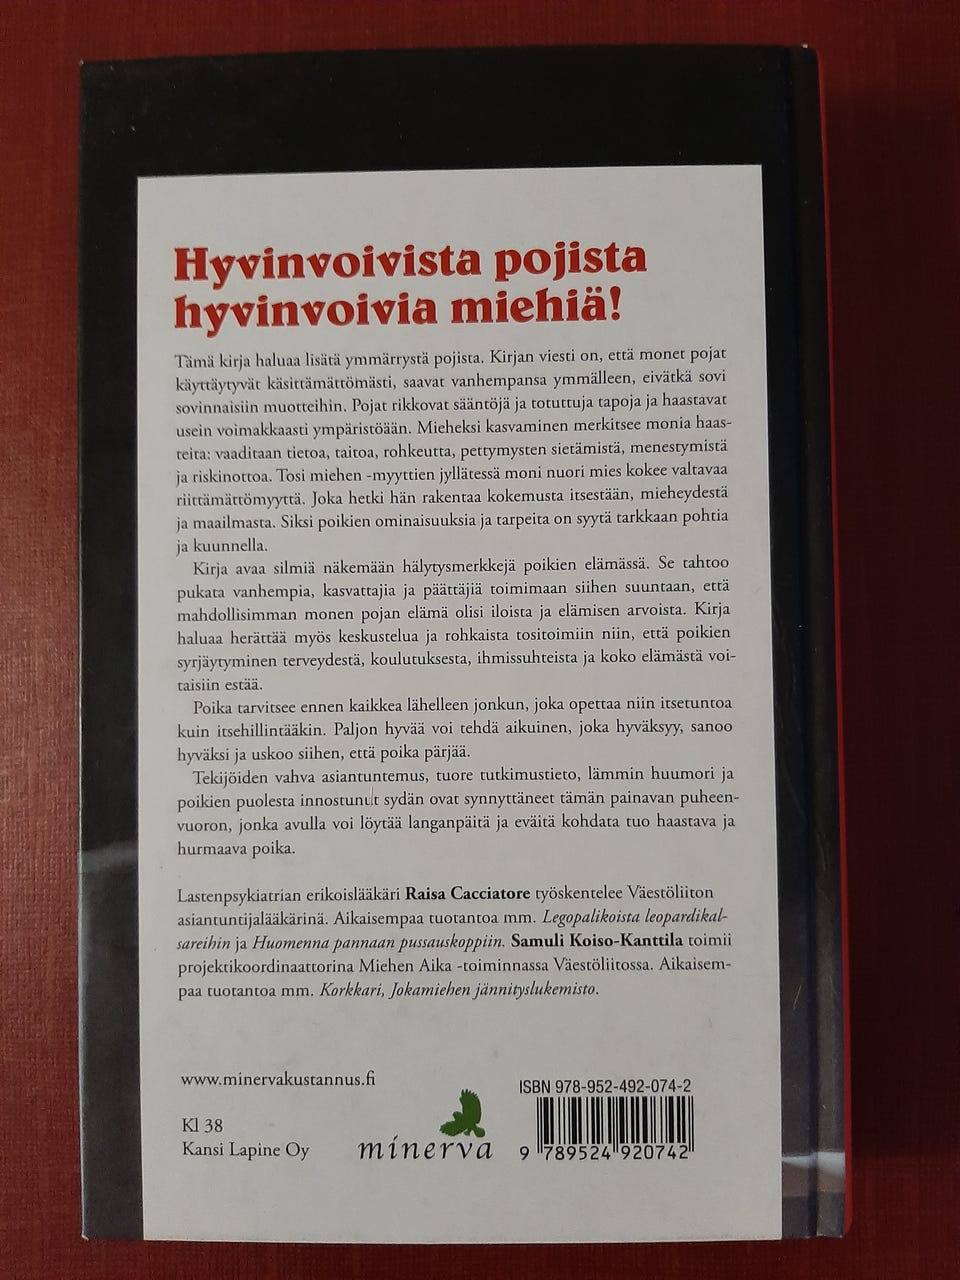 Hyvinvoivista pojista
hyvinvoivia miehiä!
Tämä kirja haluaa lisätä ymmärrystä pojista. Kirjan viesti on, että monet pojat
käyttäytyvät käsittämättömästi, saavat vanhempansa ymmälleen, eivätkä sovi
sovinnaisiin muotteihin. Pojat rikkovat sääntöjä ja totuttuja tapoja ja haastavat
usein voimakkaasti ympäristöään. Mieheksi kasvaminen merkitsee monia haas-
teita: vaaditaan tietoa, taitoa, rohkeutta, pettymysten sietämistä, menestymistä
ja riskinottoa. Tosi miehen -myyttien jyllätessä moni nuori mies kokee valtavaa
riittämättömyyttä. Joka hetki hän rakentaa kokemusta itsestään, mieheydestä
ja maailmasta. Siksi poikien ominaisuuksia ja tarpeita on syytä tarkkaan pohtia
ja kuunnella.
Kirja avaa silmiä näkemään hälytysmerkkejä poikien elämässä. Se tahtoo
pukata vanhempia, kasvattajia ja päättäjiä toimimaan siihen suuntaan, että
mahdollisimman monen pojan elämä olisi iloista ja elämisen arvoista. Kirja
haluaa herättää myös keskustelua ja rohkaista tositoimiin niin, että poikien
syrjäytyminen terveydestä, koulutuksesta, ihmissuhteista ja koko elämästä voi-
taisiin estää.
Poika tarvitsee ennen kaikkea lähelleen jonkun, joka opettaa niin itsetuntoa
kuin itsehillintääkin. Paljon hyvää voi tehdä aikuinen, joka hyväksyy, sanoo
hyväksi ja uskoo siihen, että poika pärjää.
Tekijöiden vahva asiantuntemus, tuore tutkimustieto, lämmin huumori ja
poikien puolesta innostunut sydän ovat synnyttäneet tämän painavan puheen-
vuoron, jonka avulla voi löytää langanpäitä ja eväitä kohdata tuo haastava ja
hurmaava poika.
Lastenpsykiatrian erikoislääkäri Raisa Cacciatore työskentelee Väestöliiton
asiantuntijalääkärinä. Aikaisempaa tuotantoa mm. Legopalikoista leopardikal-
sareihin ja Huomenna pannaan pussauskoppiin. Samuli Koiso-Kanttila toimii
projektikoordinaattorina Miehen Aika -toiminnassa Väestöliitossa. Aikaisem-
paa tuotantoa mm. Korkkari, Jokamiehen jännityslukemisto.
www.minervakustannus.fi
Kl 38
Kansi Lapine Oy
minerva
ISBN 978-952-492-074-2
9 789524 920742